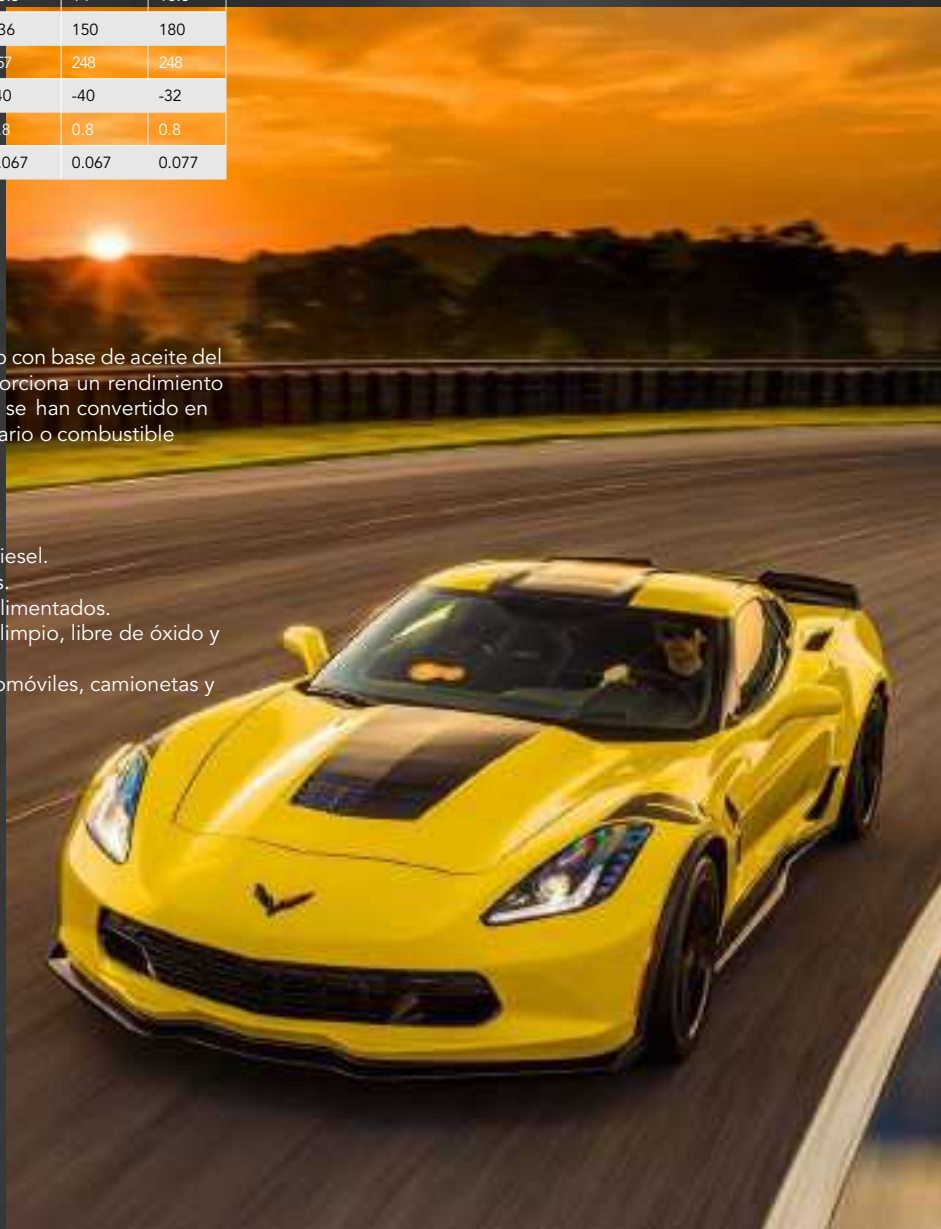 36 150 180
57 248 248
40 -40 -32
.8 0.8 0.8
.067 0.067 0.077
o con base de aceite del
orciona un rendimiento
se han convertido en
ario o combustible
iesel.
s.
limentados.
limpio, libre de óxido y
omóviles, camionetas y